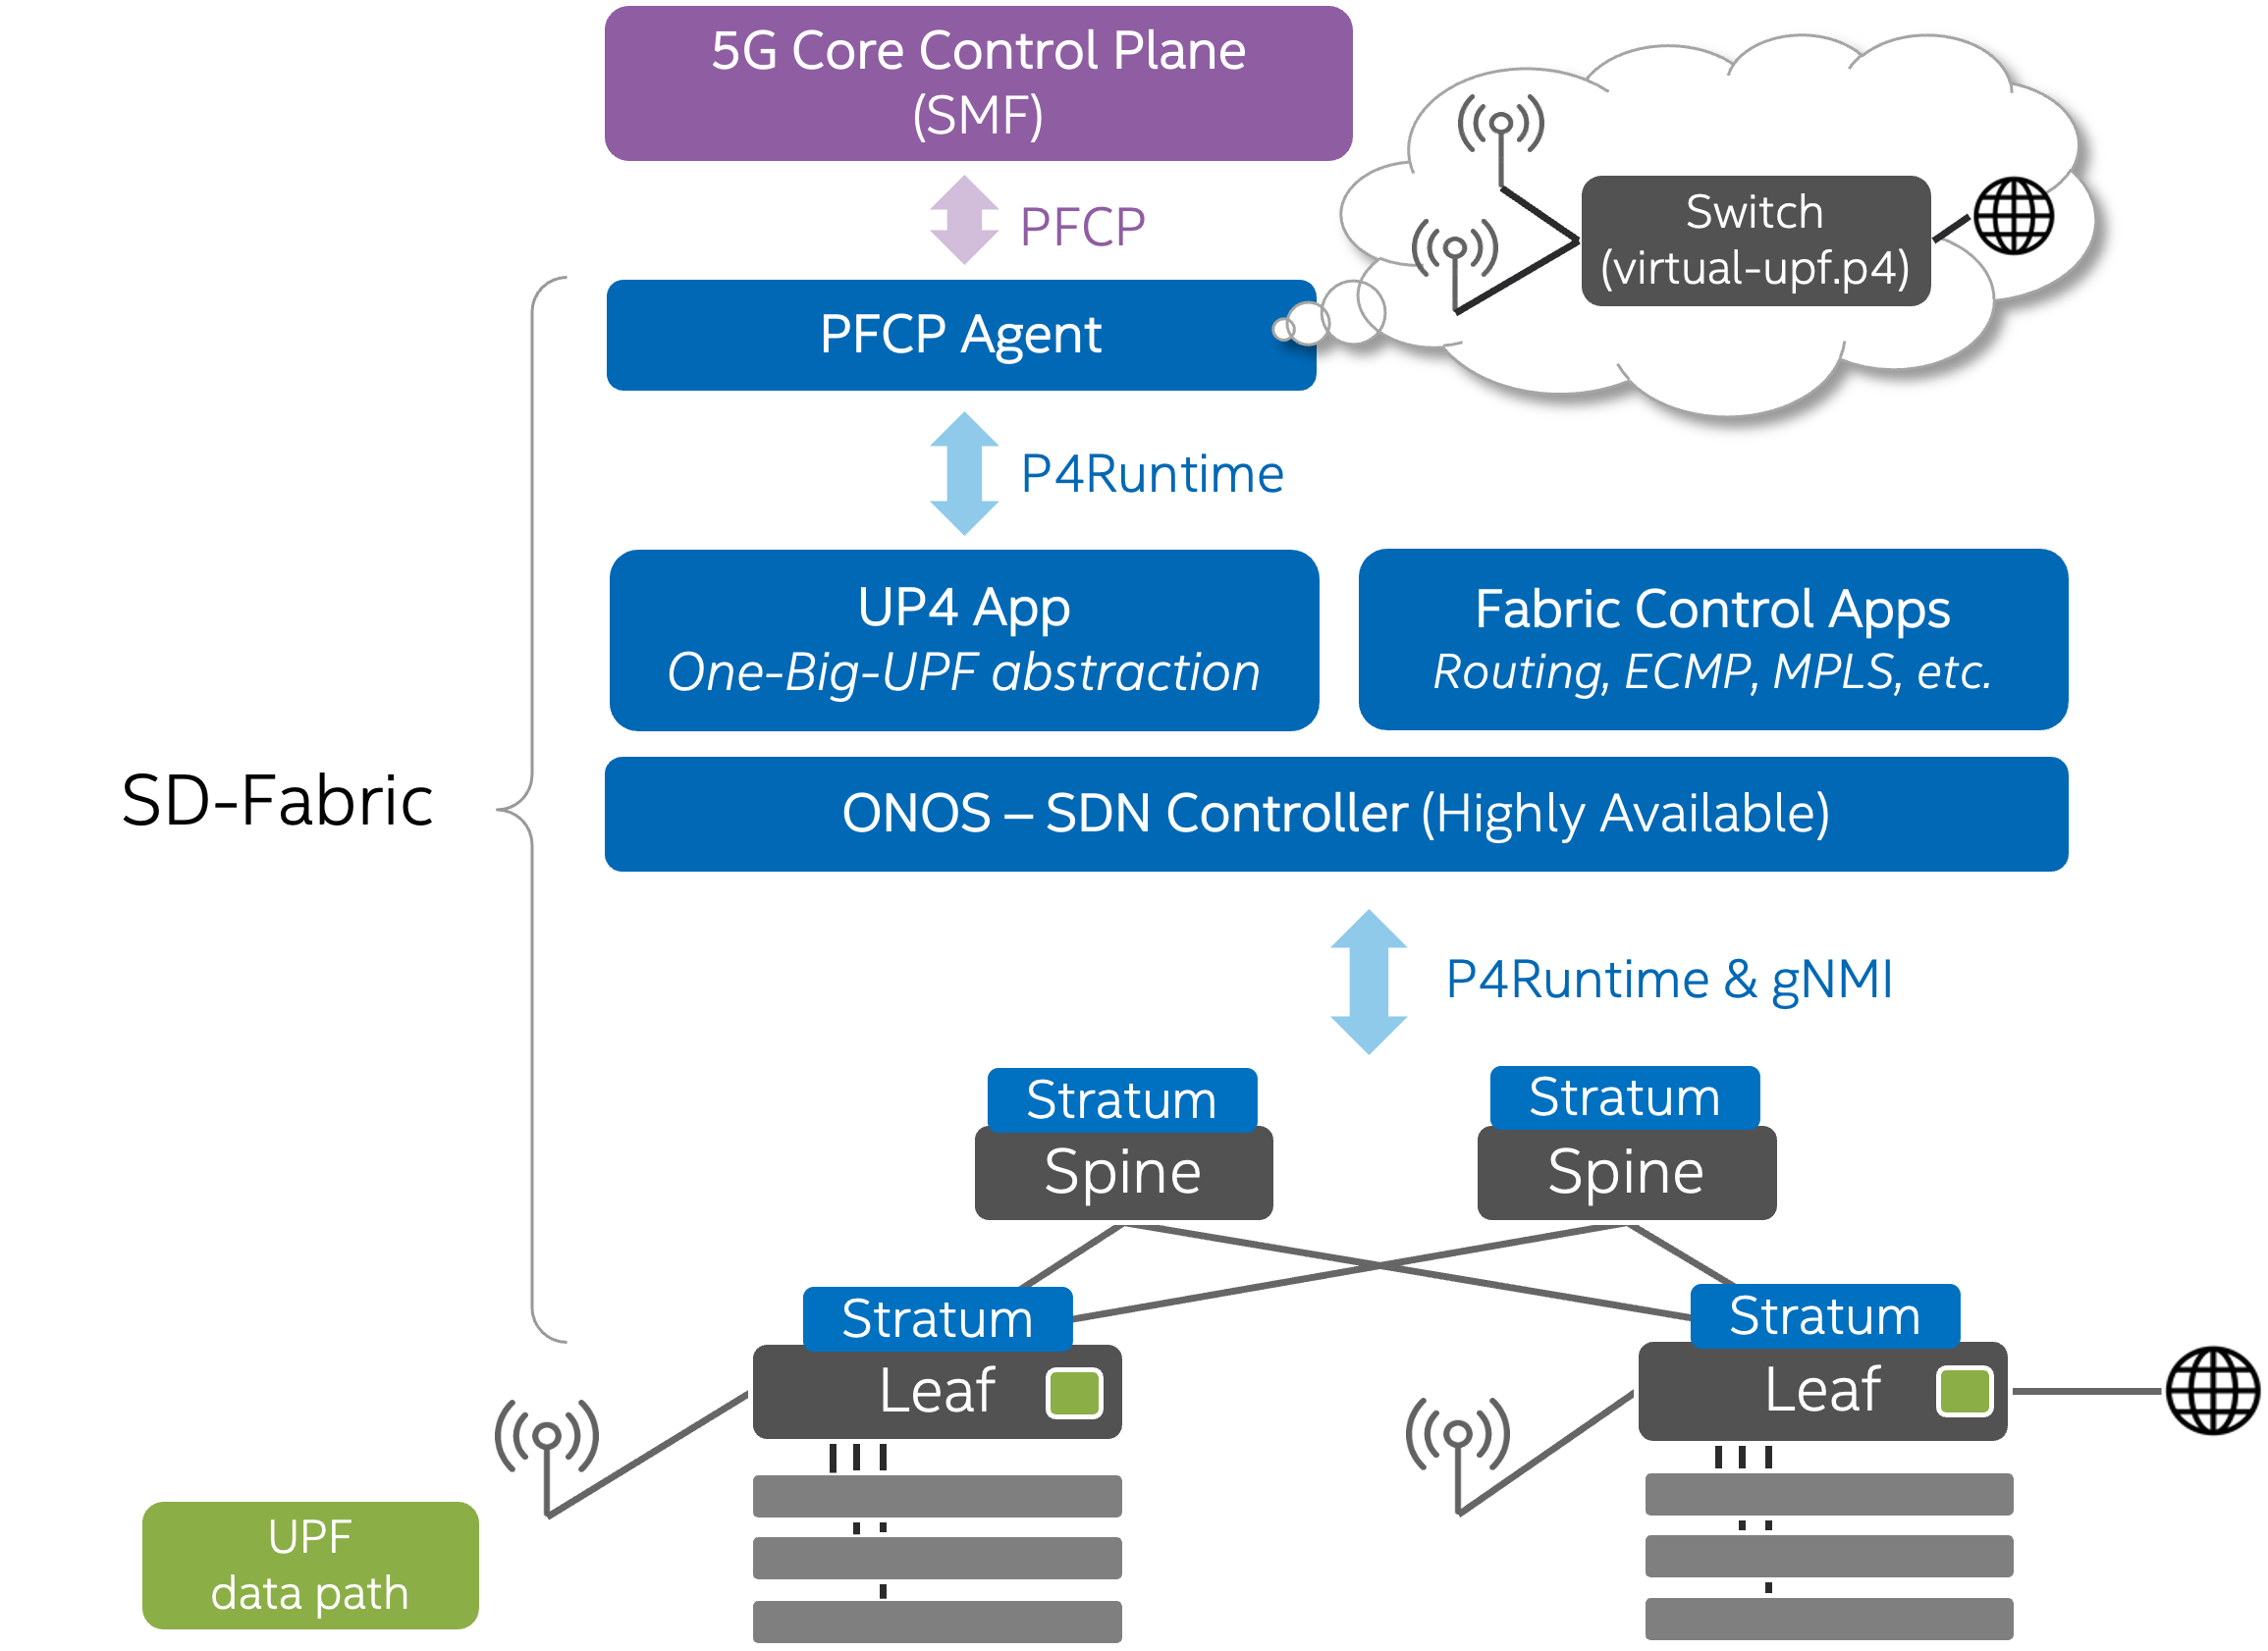 5G Core Control Plane
(SMF)
PFCP
Switch
(virtual-upf.p4)
PFCP Agent
P4Runtime
UP4 App
One-Big-UPF abstraction
Fabric Control Apps
Routing, ECMP, MPLS, etc.
SD-Fabric
ONOS – SDN Controller (Highly Available)
P4Runtime & gNMI
Stratum
Spine
Stratum
Spine
Stratum
Leaf
Stratum
Leaf
UPF
data path